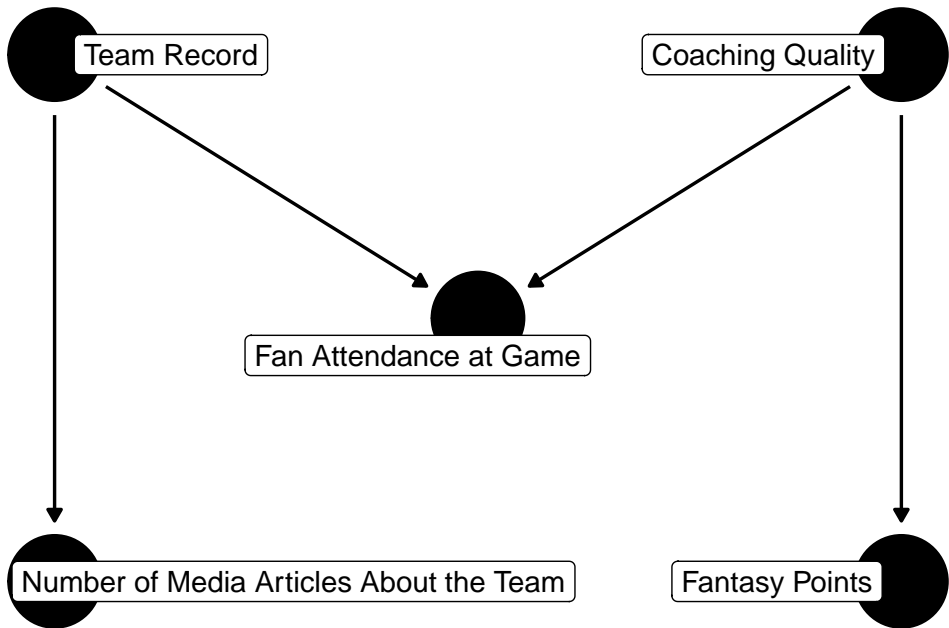 Team Record
Coaching Quality
Fan Attendance at Game
Number of Media Articles About the Team
Fantasy Points